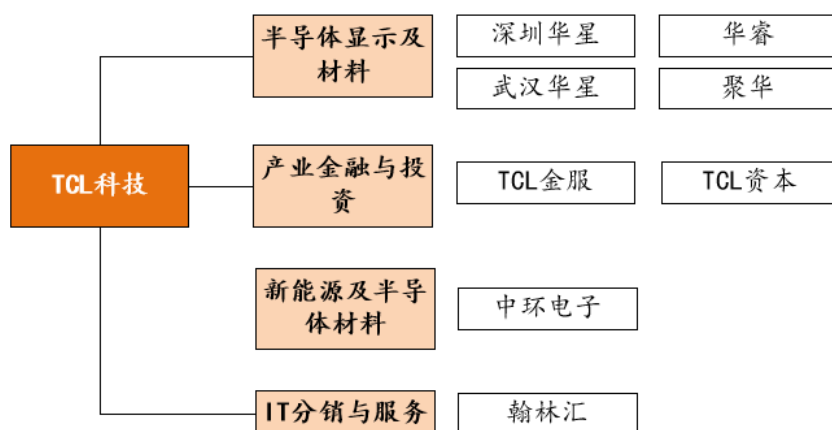 半导体显示及
材料
深圳华星
华睿
武汉华星
聚华
TCL科技
产业金融与投
资
TCL金服
TCL资本
新能源及半导
体材料
中环电子
IT分销与服务
翰林汇